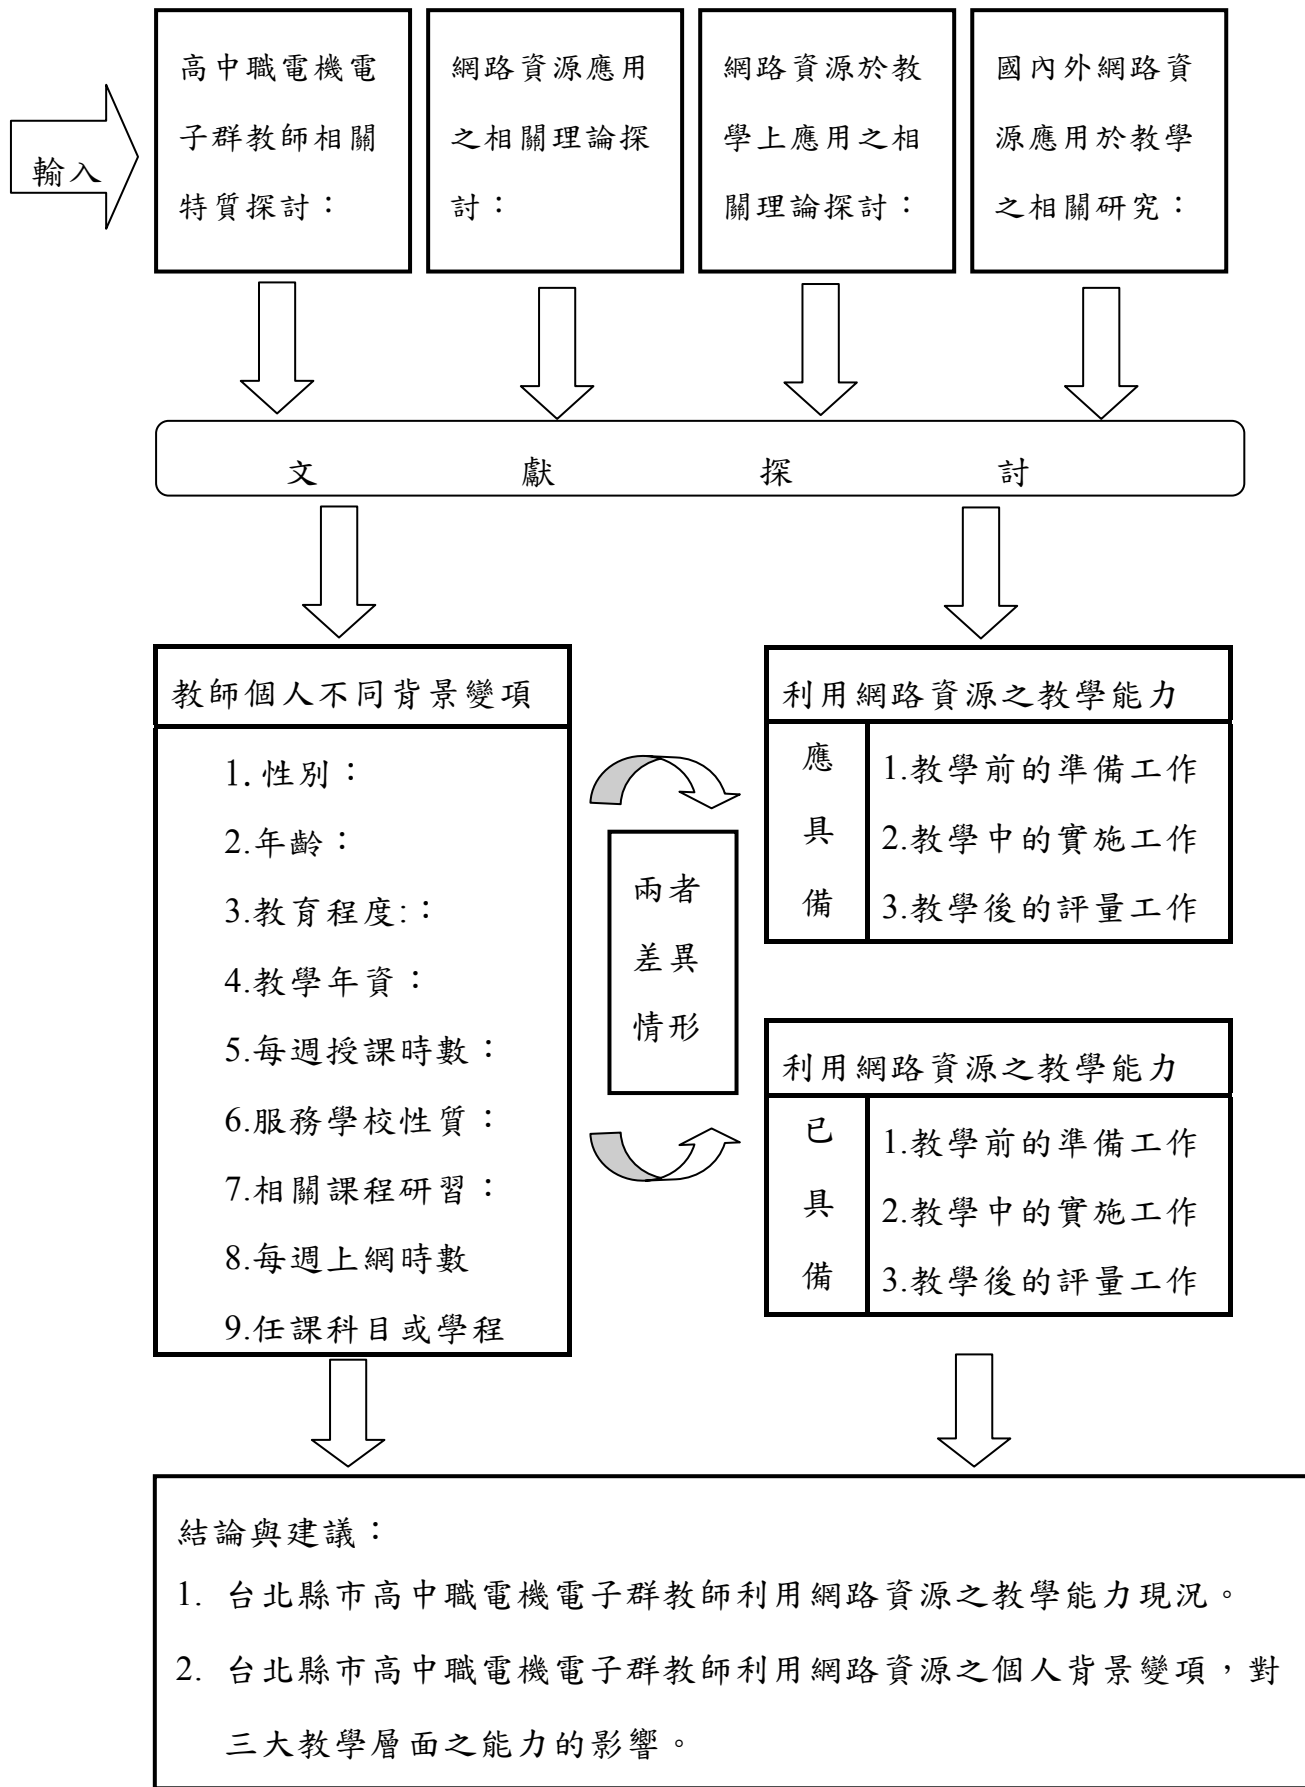 輸入
高中職電機電
子群教師相關
特質探討：
網路資源應用
之相關理論探
討：
網路資源於教
學上應用之相
關理論探討：
國內外網路資
源應用於教學
之相關研究：
文 獻 探 討
教師個人不同背景變項
1.性別：
2.年齡：
3.教育程度:：
4.教學年資：
5.每週授課時數：
6.服務學校性質：
7.相關課程研習：
8.每週上網時數
9.任課科目或學程
兩者
差異
情形
利用網路資源之教學能力
應
具
備
1.教學前的準備工作
2.教學中的實施工作
3.教學後的評量工作
利用網路資源之教學能力
已
具
備
1.教學前的準備工作
2.教學中的實施工作
3.教學後的評量工作
結論與建議：
1. 台北縣市高中職電機電子群教師利用網路資源之教學能力現況。
2. 台北縣市高中職電機電子群教師利用網路資源之個人背景變項，對
三大教學層面之能力的影響。